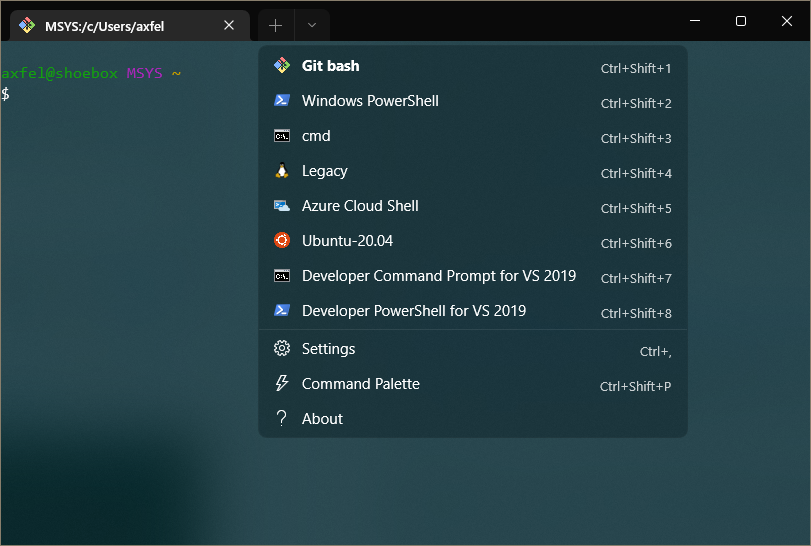 MSYS:/c/Users/axfel
axfel@shoebox MSYS ~
$
Git bash Ctrl+Shift+1
Windows PowerShell Ctrl+Shift+2
cmd Ctrl+Shift+3
Legacy Ctrl+Shift+4
Azure Cloud Shell Ctrl+Shift+5
Ubuntu-20.04 Ctrl+Shift+6
Developer Command Prompt for VS 2019 Ctrl+Shift+7
Developer PowerShell for VS 2019 Ctrl+Shift+8
Settings Ctrl+,
Command Palette Ctrl+Shift+P
About